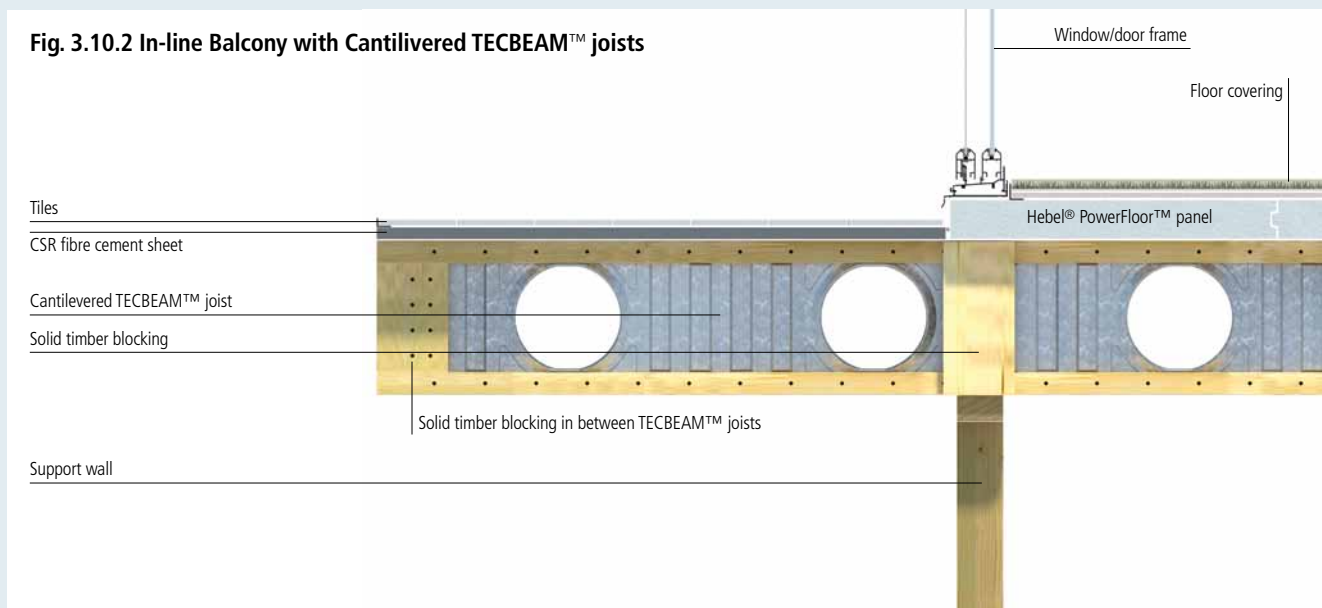 Fig. 3.10.2 In-line Balcony with Cantilivered TECBEAM™ joists
Window/door frame
Floor covering
Tiles
Hebel® PowerFloor™ panel
CSR fibre cement sheet
Cantilevered TECBEAM™ joist
Solid timber blocking
Solid timber blocking in between TECBEAM™ joists
Support wall